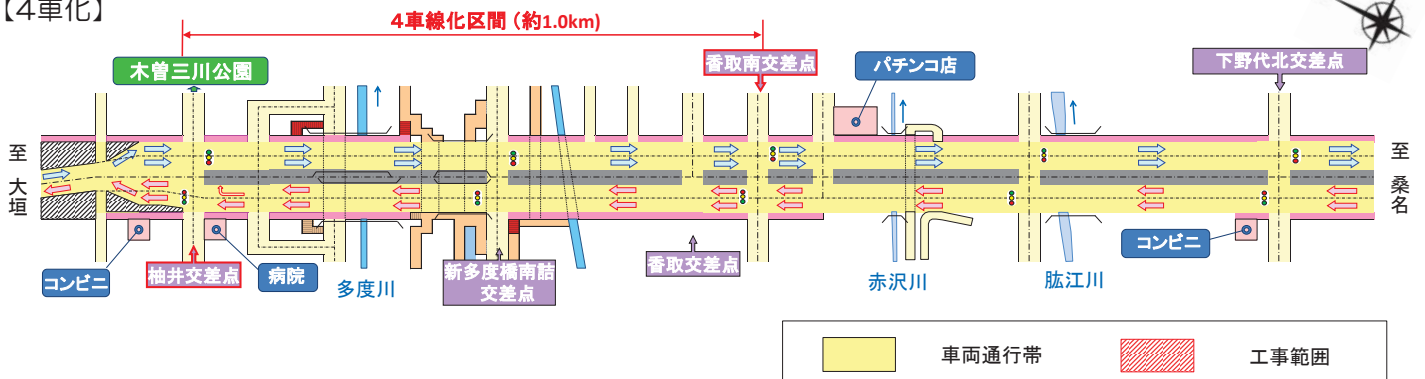 【4車化】
4車線化区間（約1.0km）
木曽三川公園
香取南交差点
パチンコ店
下野代北交差点
至 大垣
至 桑名
コンビニ
柚井交差点
病院
多度川
新多度橋南詰
交差点
香取交差点
赤沢川
肱江川
コンビニ
車両通行帯
工事範囲